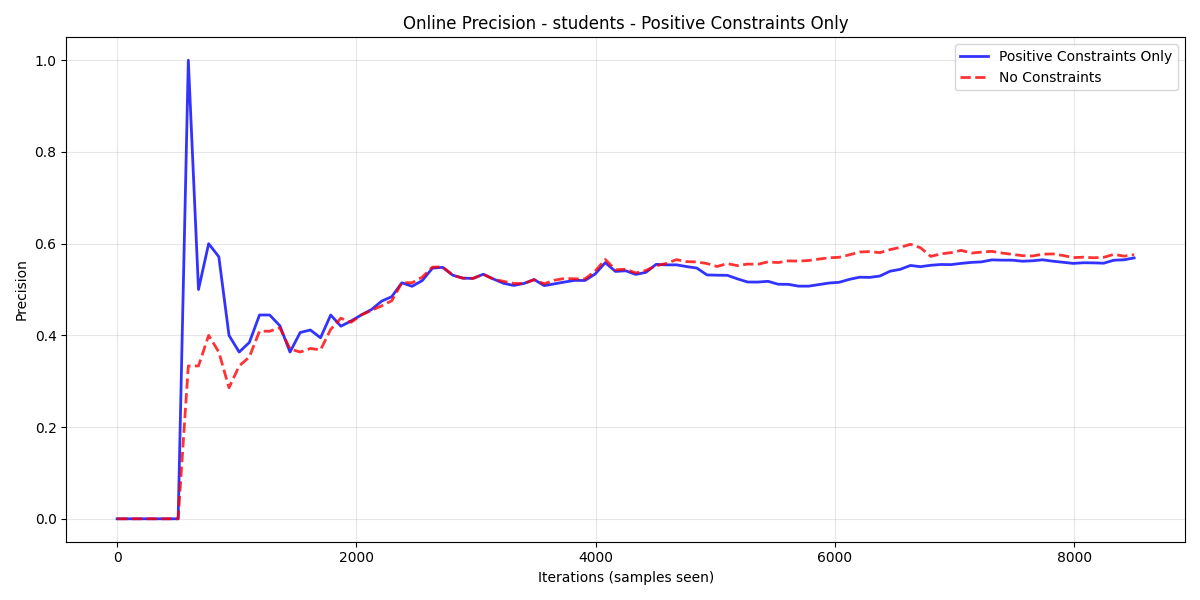 Online Precision - students - Positive Constraints Only
Positive Constraints Only
No Constraints
Precision
1.0
0.8
0.6
0.4
0.2
0.0
0 2000 4000 6000 8000
Iterations (samples seen)